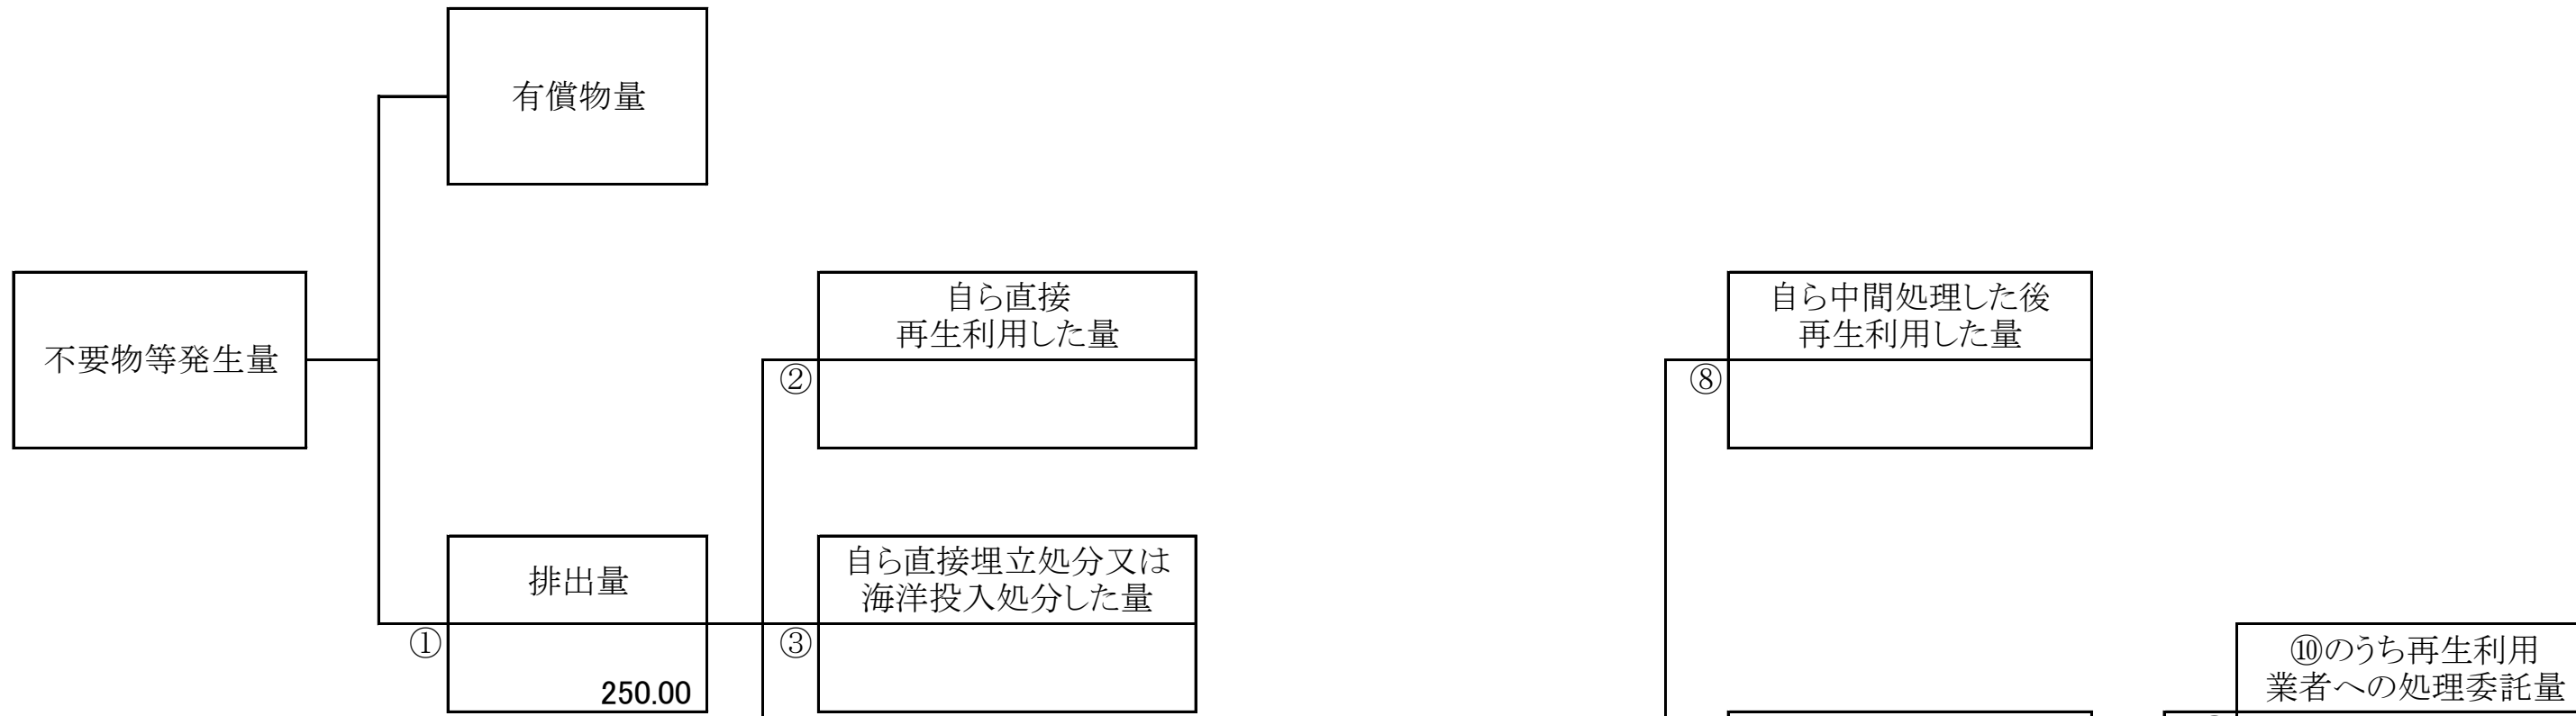 有償物量
不要物等発生量
自ら直接
再生利用した量
②
自ら中間処理した後
再生利用した量
⑧
排出量
①
250.00
自ら直接埋立処分又は
海洋投入処分した量
③
⑩のうち再生利用
業者への処理委託量